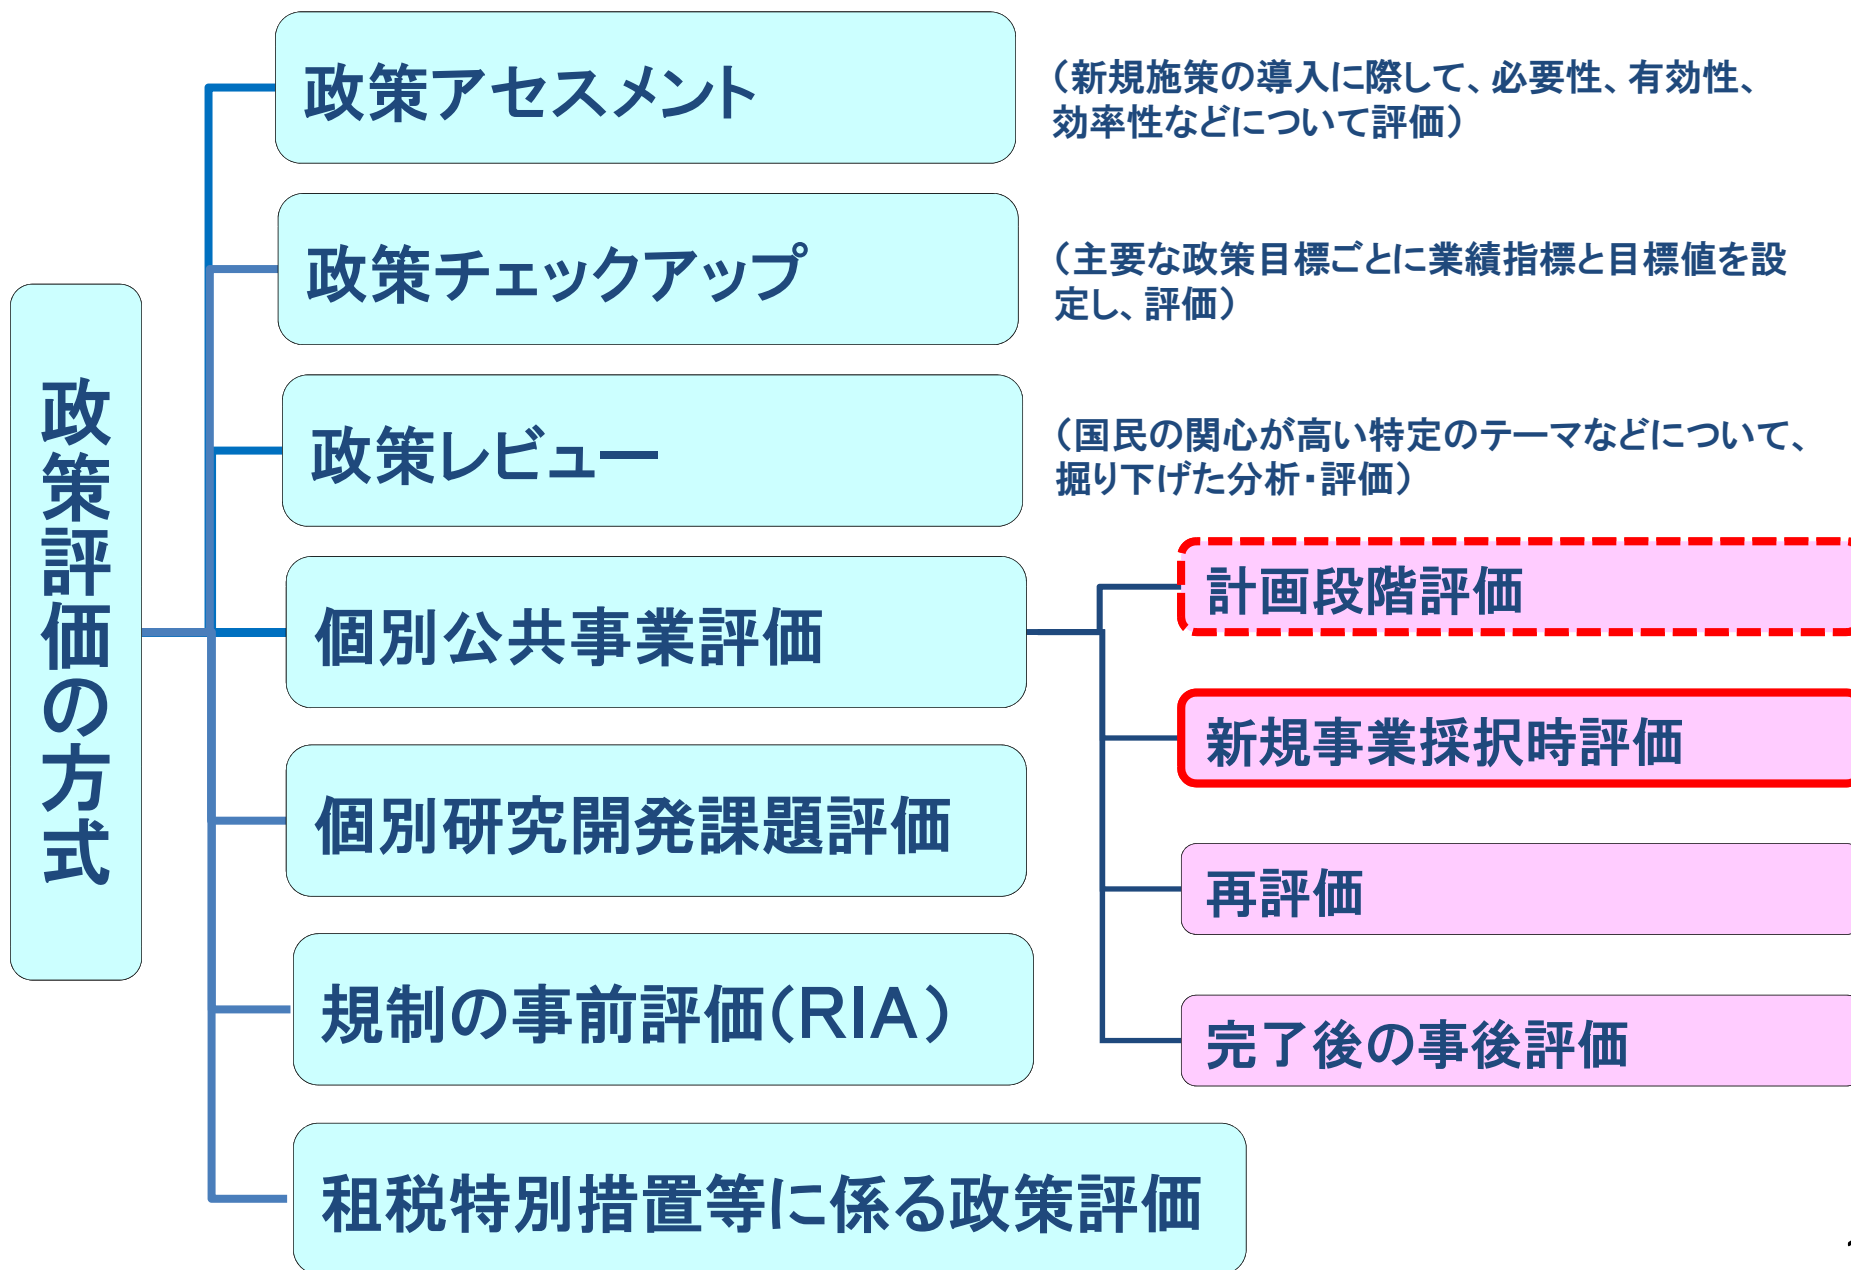 政策評価の方式
政策アセスメント
(新規施策の導入に際して、必要性、有効性、
効率性などについて評価)
政策チェックアップ
(主要な政策目標ごとに業績指標と目標値を設
定し、評価)
政策レビュー
(国民の関心が高い特定のテーマなどについて、
掘り下げた分析・評価)
個別公共事業評価
計画段階評価
新規事業採択時評価
再評価
完了後の事後評価
個別研究開発課題評価
規制の事前評価(RIA)
租税特別措置等に係る政策評価